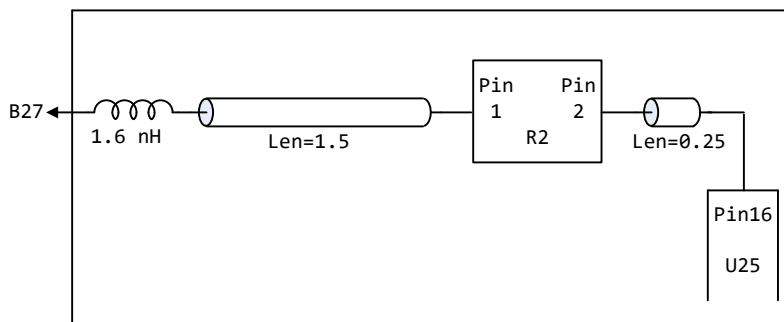 Pin Pin
B27 1 2
1.6 nH Len=1.5 R2 Len=0.25
Pin16
U25